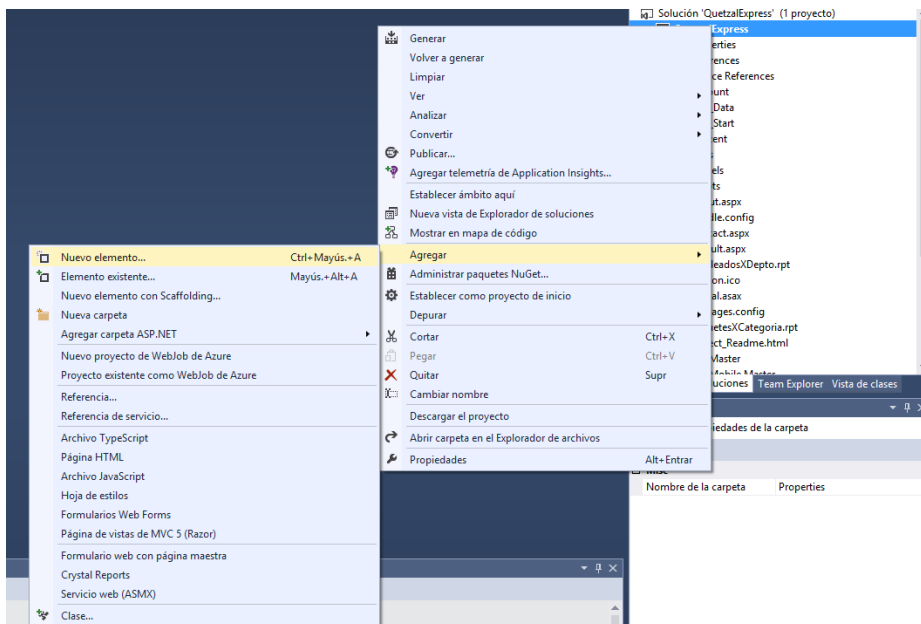 Solución 'QuetzalExpress' (1 proyecto)
Generar
Volver a generar
Limpiar
Ver
Analizar
Convertir
Publicar...
Agregar telemetría de Application Insights...
Establecer ámbito aquí
Nueva vista de Explorador de soluciones
Mostrar en mapa de código
Agregar
Administrar paquetes NuGet...
Establecer como proyecto de inicio
Depurar
Cortar Ctrl+X
Pegar Ctrl+V
Quitar Supr
Cambiar nombre
Descargar el proyecto
Abrir carpeta en el Explorador de archivos
Propiedades Alt+Entrar
Nuevo elemento... Ctrl+Mayús.+A
Elemento existente... Mayús.+Alt+A
Nuevo elemento con Scaffolding...
Nueva carpeta
Agregar carpeta ASP.NET
Nuevo proyecto de WebJob de Azure
Proyecto existente como WebJob de Azure
Referencia...
Referencia de servicio...
Archivo TypeScript
Página HTML
Archivo JavaScript
Hoja de estilos
Formularios Web Forms
Página de vistas de MVC 5 (Razor)
Formulario web con página maestra
Crystal Reports
Servicio web (ASMX)
Clase...
Express
erties
rences
ce References
unt
_Data
_Start
ent
els
ts
ut.aspx
lle.config
act.aspx
ult.aspx
leadosXDepto.rpt
on.ico
al.asax
ages.config
uetesXCategoria.rpt
ect_Readme.html
Master
uciones Team Explorer Vista de clases
iedades de la carpeta
Misc
Nombre de la carpeta Properties